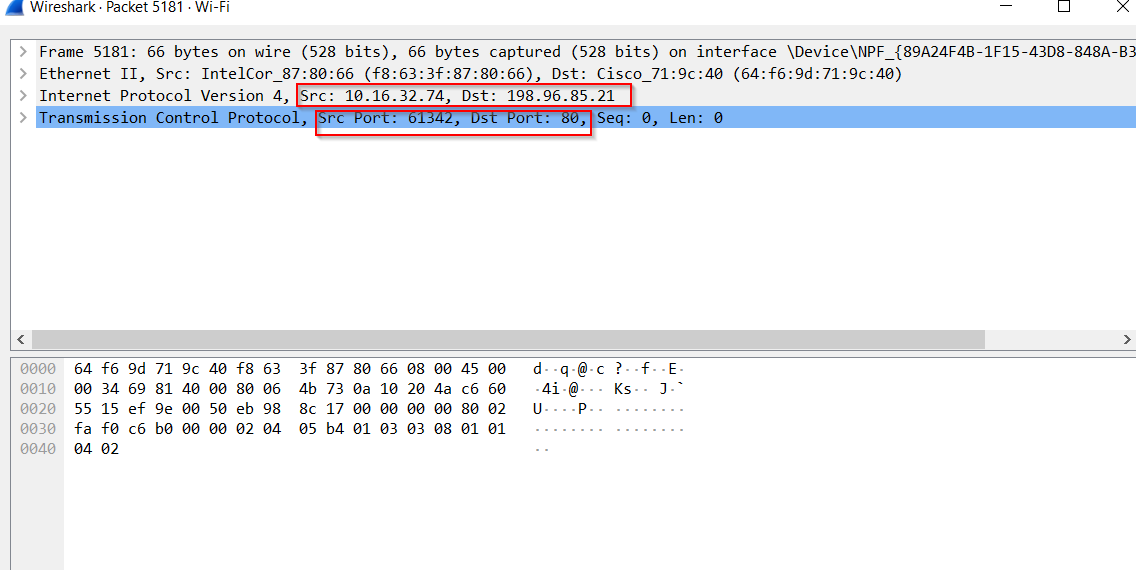 Wireshark · Packet 5181 · Wi-Fi
Frame 5181: 66 bytes on wire (528 bits), 66 bytes captured (528 bits) on interface \Device\NPF_{89A24F4B-1F15-43D8-848A-B3
Ethernet II, Src: IntelCor_87:80:66 (f8:63:3f:87:80:66), Dst: Cisco_71:9c:40 (64:f6:9d:71:9c:40)
Internet Protocol Version 4, Src: 10.16.32.74, Dst: 198.96.85.21
Transmission Control Protocol, Src Port: 61342, Dst Port: 80, Seq: 0, Len: 0
0000 64 f6 9d 71 9c 40 f8 63 3f 87 80 66 08 00 45 00 d··q·@·c ?··f··E·
0010 00 34 69 81 40 00 80 06 4b 73 0a 10 20 4a c6 60 ·4i·@··· Ks·· J·`
0020 55 15 ef 9e 00 50 eb 98 8c 17 00 00 00 00 80 02 U····P·· ········
0030 fa f0 c6 b0 00 00 02 04 05 b4 01 03 03 08 01 01 ········ ········
0040 04 02 ··